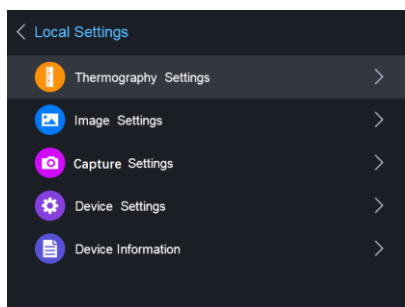 Local Settings
Thermography Settings
Image Settings
Capture Settings
Device Settings
Device Information